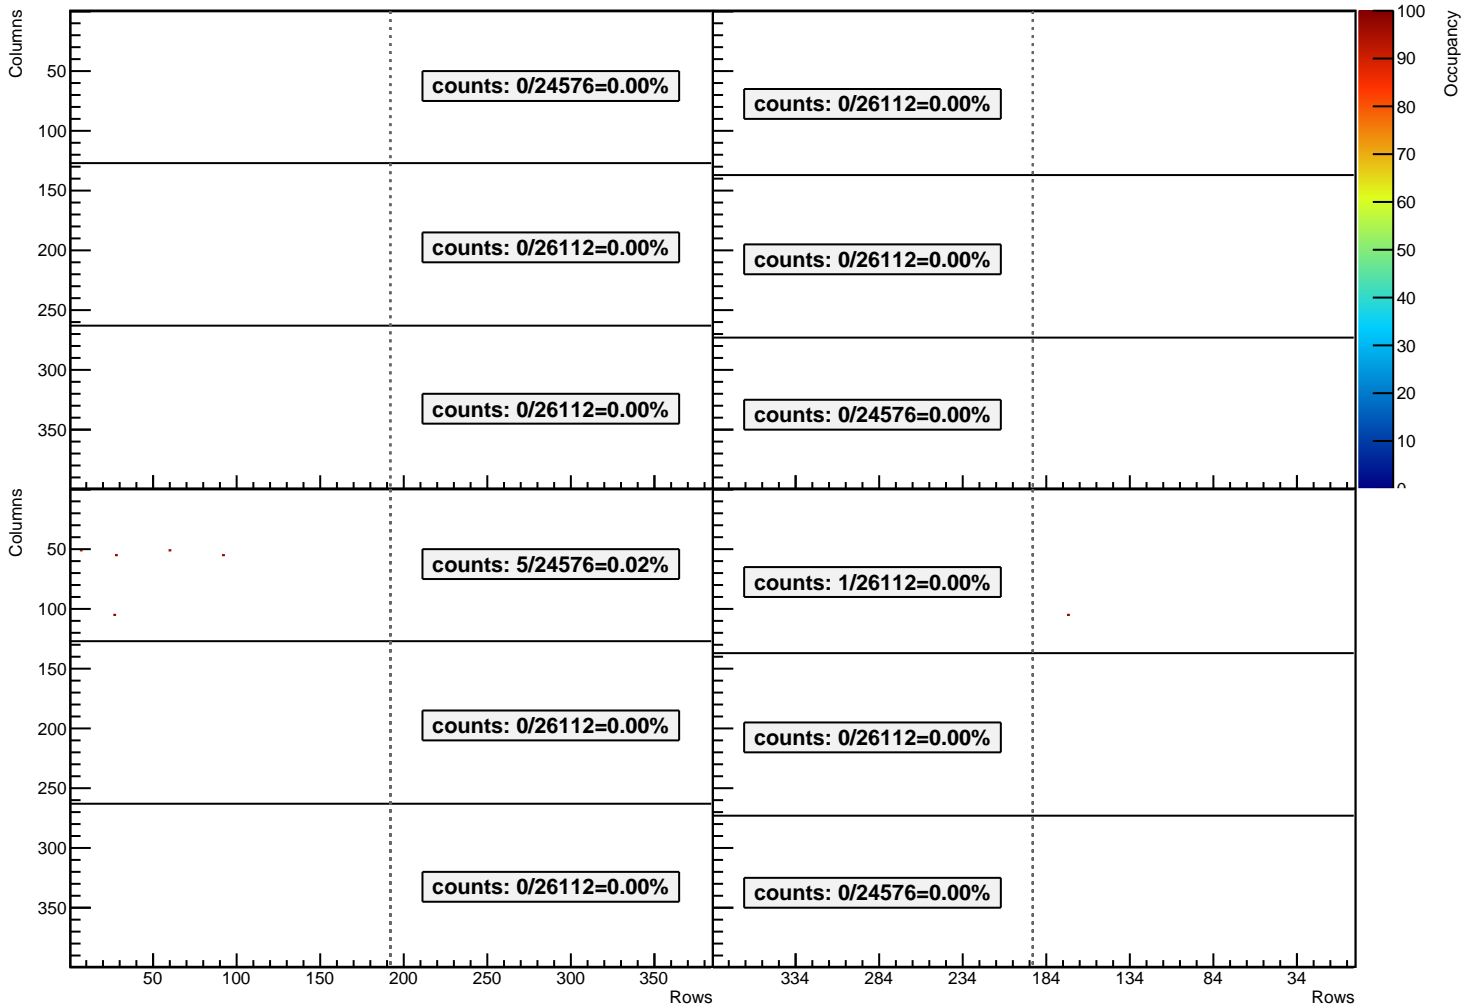 Columns
50
100
150
200
250
300
350
counts: 0/24576=0.00%
counts: 0/26112=0.00%
counts: 0/26112=0.00%
counts: 0/26112=0.00%
counts: 0/26112=0.00%
counts: 0/24576=0.00%
100
90
80
70
60
50
40
30
20
10
0
Occupancy
Columns
50
100
150
200
250
300
350
counts: 5/24576=0.02%
counts: 0/26112=0.00%
counts: 0/26112=0.00%
counts: 1/26112=0.00%
counts: 0/26112=0.00%
counts: 0/24576=0.00%
50 100 150 200 250 300 350
Rows
334 284 234 184 134 84 34
Rows